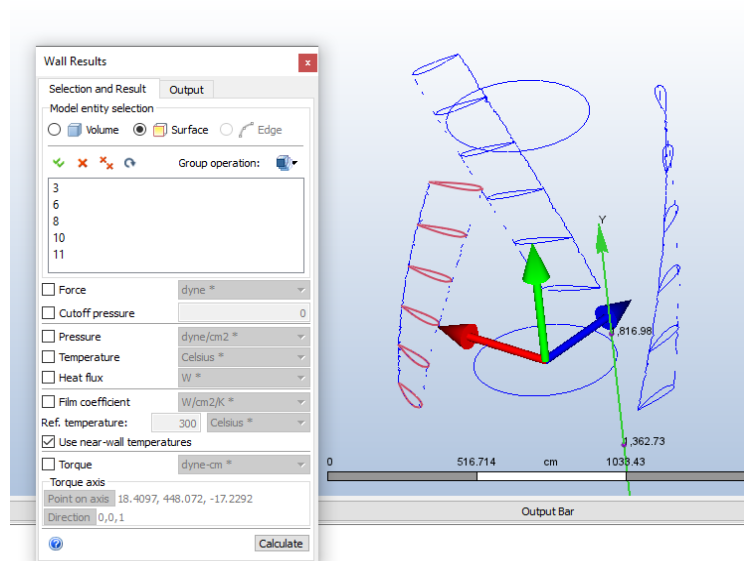 Wall Results
x
Selection and Result Output
Model entity selection
Volume Surface Edge
Group operation:
3
6
8
10
11
Force dyne *
Cutoff pressure 0
Pressure dyne/cm2 *
Temperature Celsius *
Heat flux W *
Film coefficient W/cm2/K *
Ref. temperature: 300 Celsius *
Use near-wall temperatures
Torque dyne-cm *
Torque axis
Point on axis 18.4097, 448.072, -17.2292
Direction 0,0,1
Calculate
Y
,816.98
1,362.73
0 516.714 cm 1033.43
Output Bar